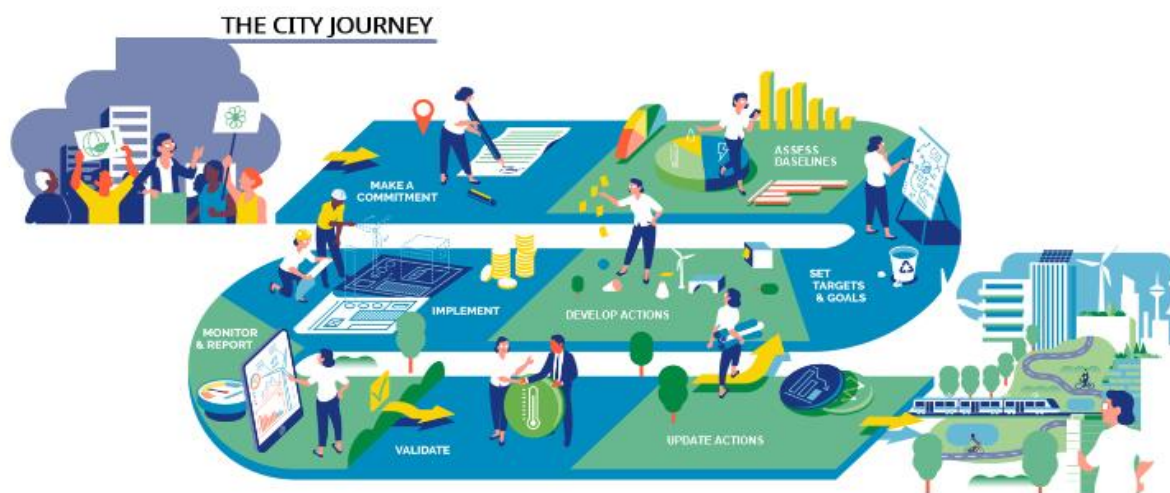 THE CITY JOURNEY
MAKE A
COMMITMENT
ASSESS
BASELINES
SET
TARGETS
& GOALS
DEVELOP ACTIONS
IMPLEMENT
MONITOR
& REPORT
VALIDATE
UPDATE ACTIONS